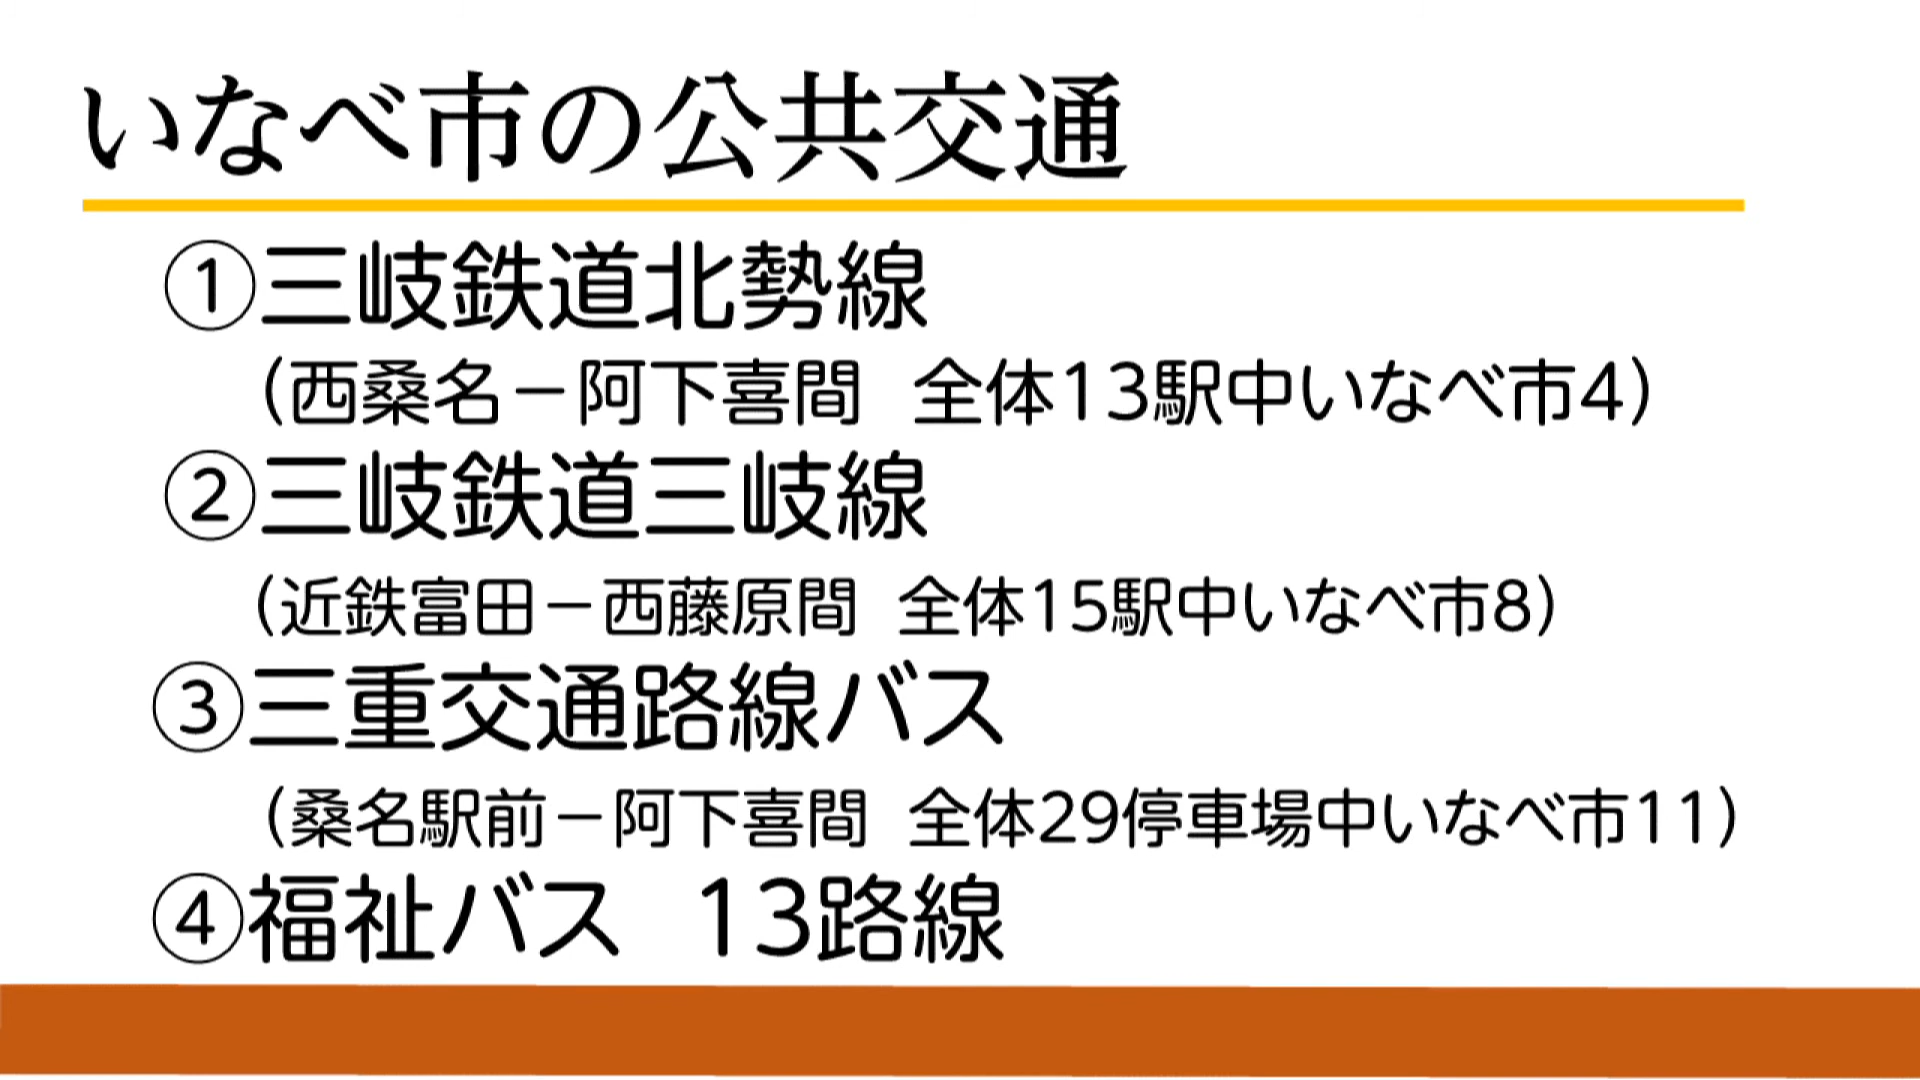 いなべ市の公共交通
①三岐鉄道北勢線
（西桑名－阿下喜間　全体13駅中いなべ市4）
②三岐鉄道三岐線
（近鉄富田－西藤原間　全体15駅中いなべ市8）
③三重交通路線バス
（桑名駅前－阿下喜間　全体29停車場中いなべ市11）
④福祉バス　13路線